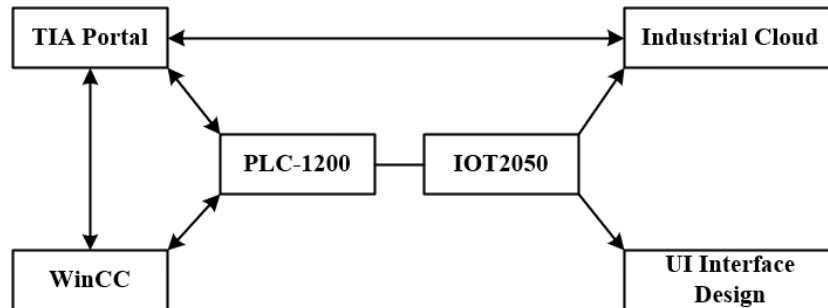 TIA Portal
Industrial Cloud
PLC-1200
IOT2050
WinCC
UI Interface
Design